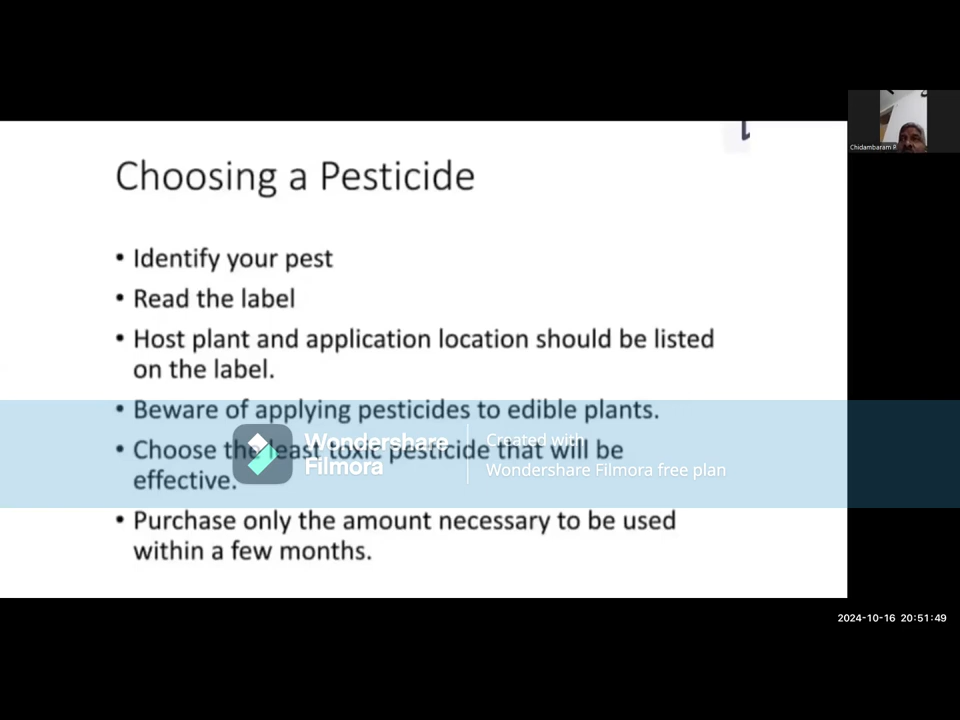 Choosing a Pesticide
Chidambaram P
• Identify your pest
• Read the label
• Host plant and application location should be listed
on the label.
• Beware of applying pesticides to edible plants.
• Choose the least toxic pesticide that will be
effective.
Wondershare
Filmora
Created with
Wondershare Filmora free plan
• Purchase only the amount necessary to be used
within a few months.
2024-10-16 20:51:49